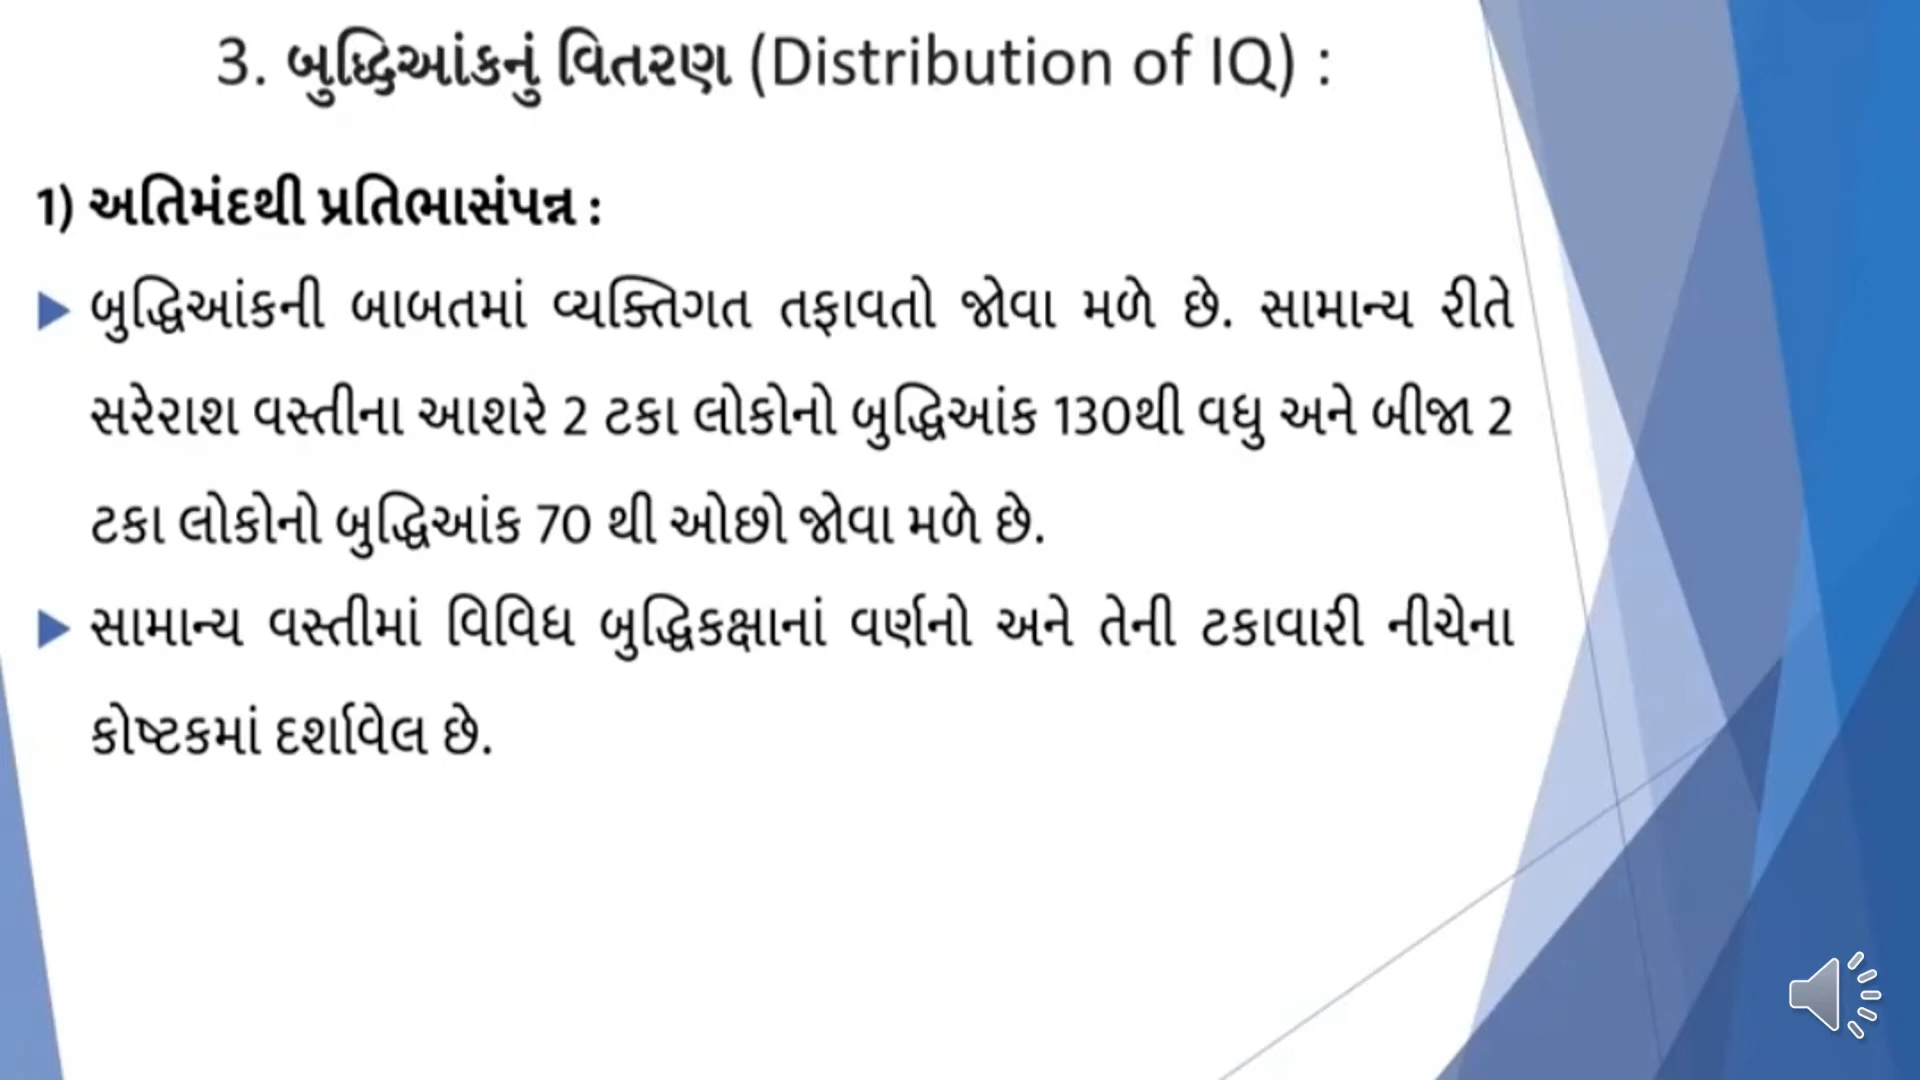 3. બુદ્ધિઆંકનું વિતરણ (Distribution of IQ) :
1) અતિમંદથી પ્રતિભાસંપન્ન :
બુદ્ધિઆંકની બાબતમાં વ્યક્તિગત તફાવતો જોવા મળે છે. સામાન્ય રીતે
સરેરાશ વસ્તીના આશરે 2 ટકા લોકોનો બુદ્ધિઆંક 130થી વધુ અને બીજા 2
ટકા લોકોનો બુદ્ધિઆંક 70 થી ઓછો જોવા મળે છે.
સામાન્ય વસ્તીમાં વિવિધ બુદ્ધિકક્ષાનાં વર્ણનો અને તેની ટકાવારી નીચેના
કોષ્ટકમાં દર્શાવેલ છે.